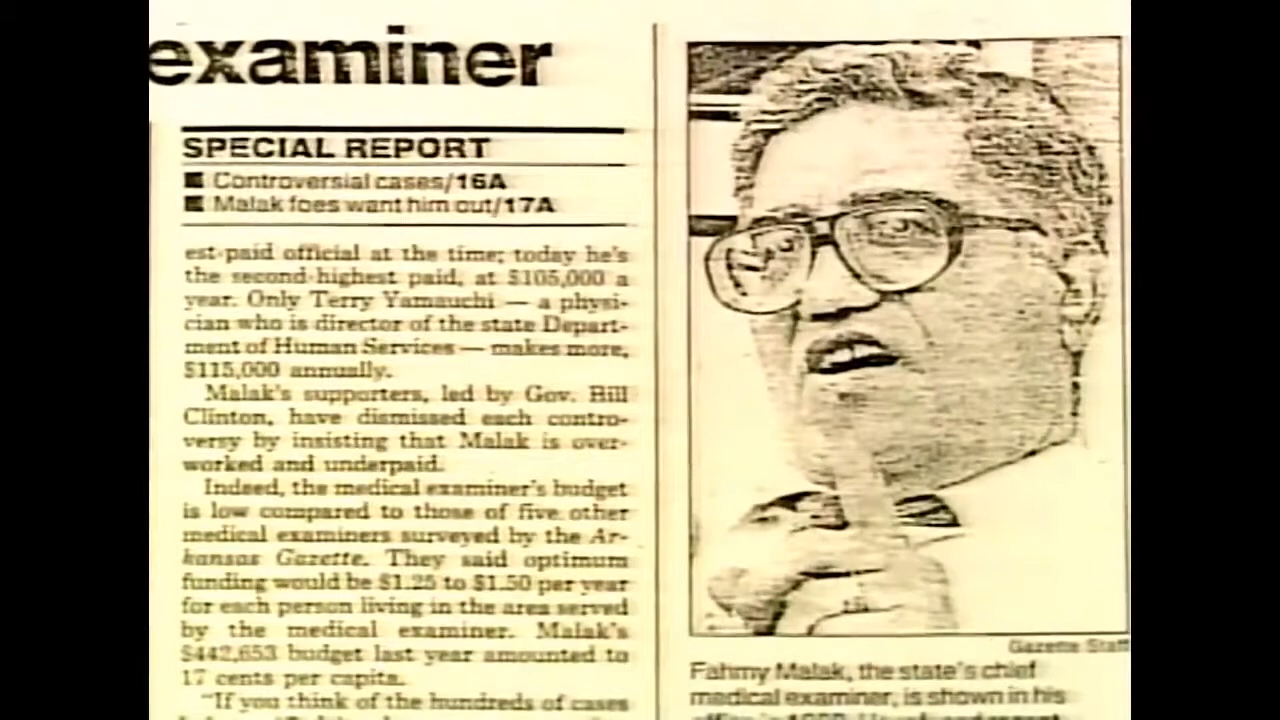 examiner
SPECIAL REPORT
■ Controversial cases/16A
■ Malak foes want him out/17A
est-paid official at the time; today he's
the second-highest paid, at $105,000 a
year. Only Terry Yamauchi — a physi-
cian who is director of the state Depart-
ment of Human Services — makes more,
$115,000 annually.
Malak's supporters, led by Gov. Bill
Clinton, have dismissed each contro-
versy by insisting that Malak is over-
worked and underpaid.
Indeed, the medical examiner's budget
is low compared to those of five other
medical examiners surveyed by the Ar-
kansas Gazette. They said optimum
funding would be $1.25 to $1.50 per year
for each person living in the area served
by the medical examiner. Malak's
$442,653 budget last year amounted to
17 cents per capita.
"If you think of the hundreds of cases
Gazette Staff
Fahmy Malak, the state's chief
medical examiner, is shown in his